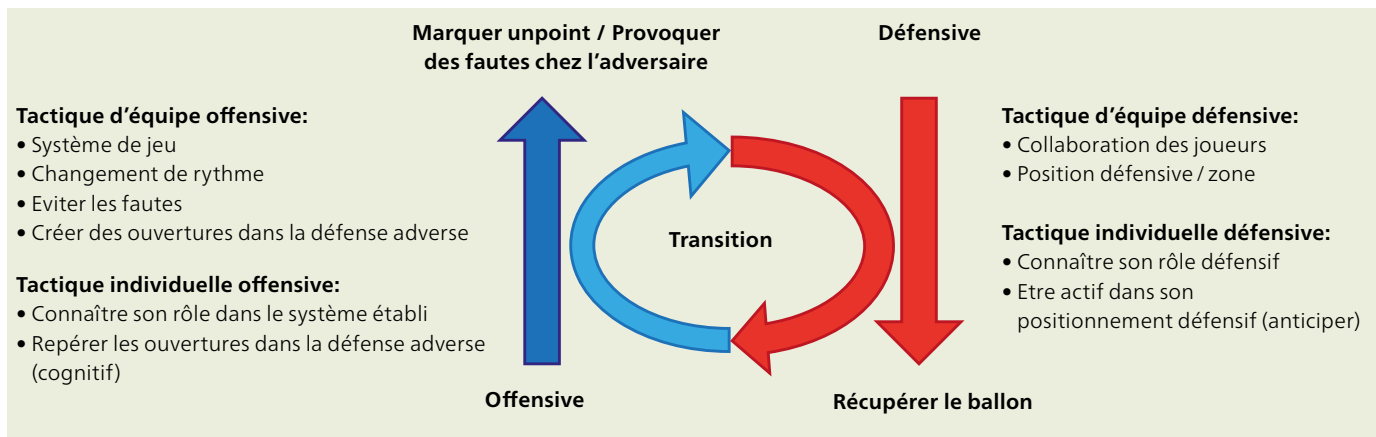 Marquer unpoint / Provoquer
des fautes chez l'adversaire
Défensive
Tactique d'équipe offensive:
• Système de jeu
• Changement de rythme
• Eviter les fautes
• Créer des ouvertures dans la défense adverse
Tactique individuelle offensive:
• Connaître son rôle dans le système établi
• Repérer les ouvertures dans la défense adverse
(cognitif)
Transition
Tactique d'équipe défensive:
• Collaboration des joueurs
• Position défensive / zone
Tactique individuelle défensive:
• Connaître son rôle défensif
• Etre actif dans son
positionnement défensif (anticiper)
Offensive
Récupérer le ballon